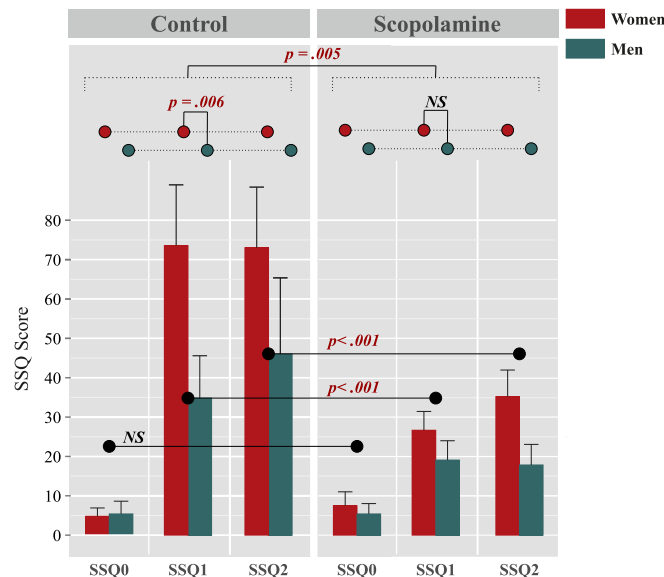 Control
Scopolamine
Women
Men
p = .005
p = .006
NS
80
70
60
50
40
30
20
10
0
SSQ Score
p< .001
p< .001
NS
SSQ0
SSQ1
SSQ2
SSQ0
SSQ1
SSQ2